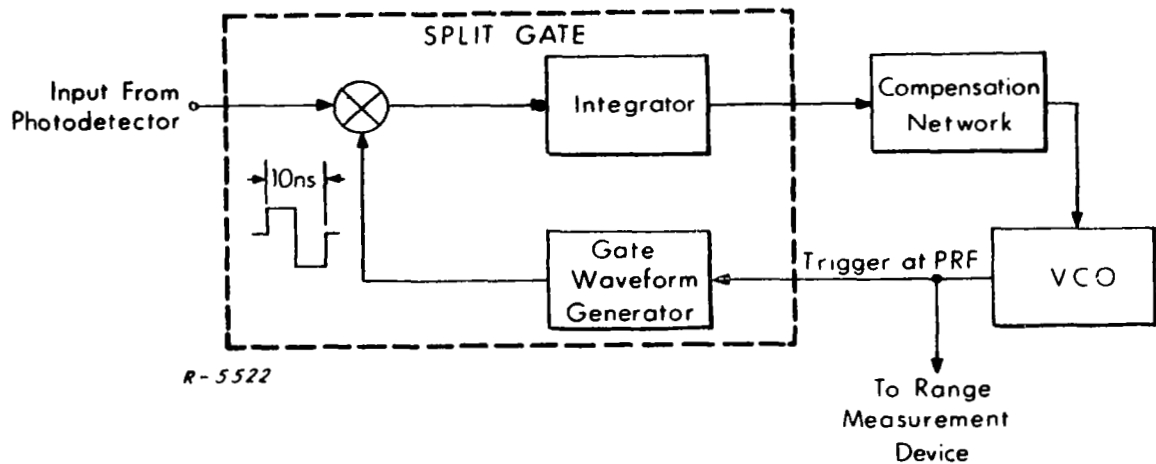 SPLIT GATE
Input From
Photodetector
Integrator
Compensation
Network
10ns
Gate
Waveform
Generator
Trigger at PRF
VCO
R-5522
To Range
Measurement
Device